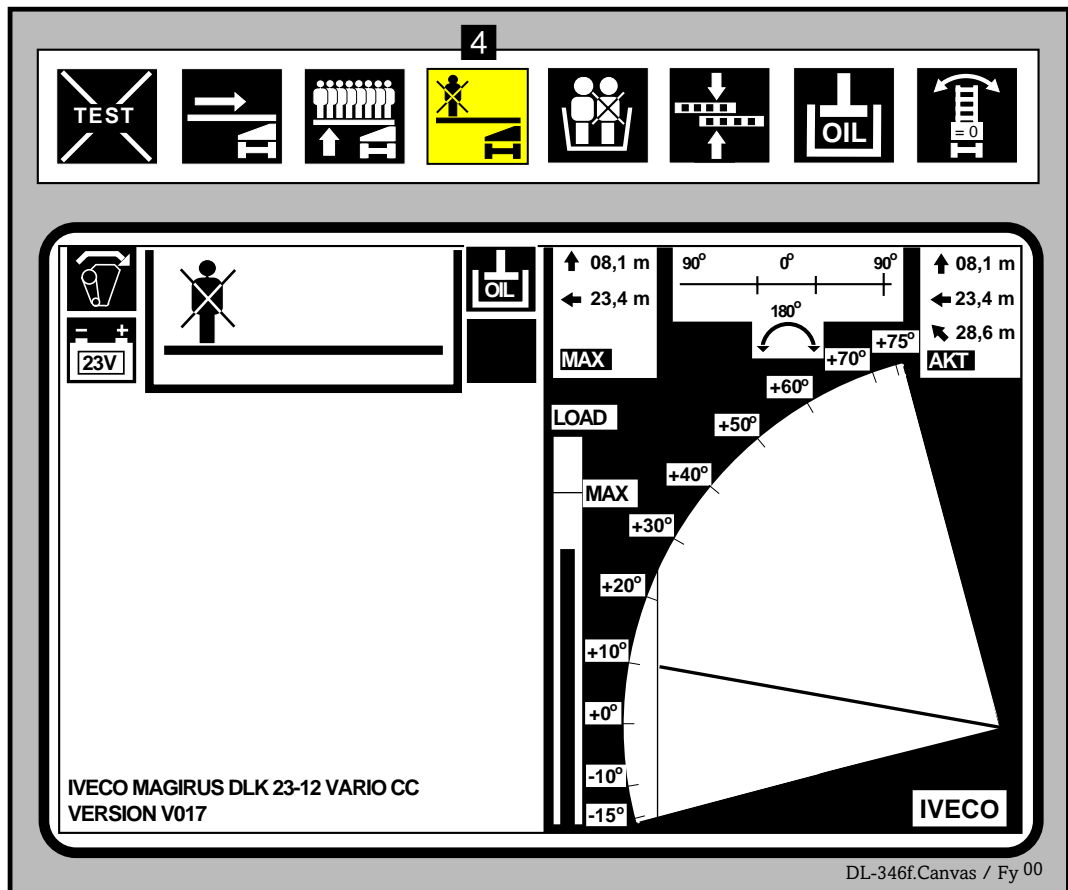 4
TEST
OIL
= 0
OIL
- +
23V
08,1 m
23,4 m
MAX
90° 0° 90°
180°
08,1 m
23,4 m
28,6 m
AKT
+75°
+70°
+60°
+50°
+40°
+30°
+20°
+10°
+0°
-10°
-15°
LOAD
MAX
IVECO MAGIRUS DLK 23-12 VARIO CC
VERSION V017
IVECO
DL-346f.Canvas / Fy 00